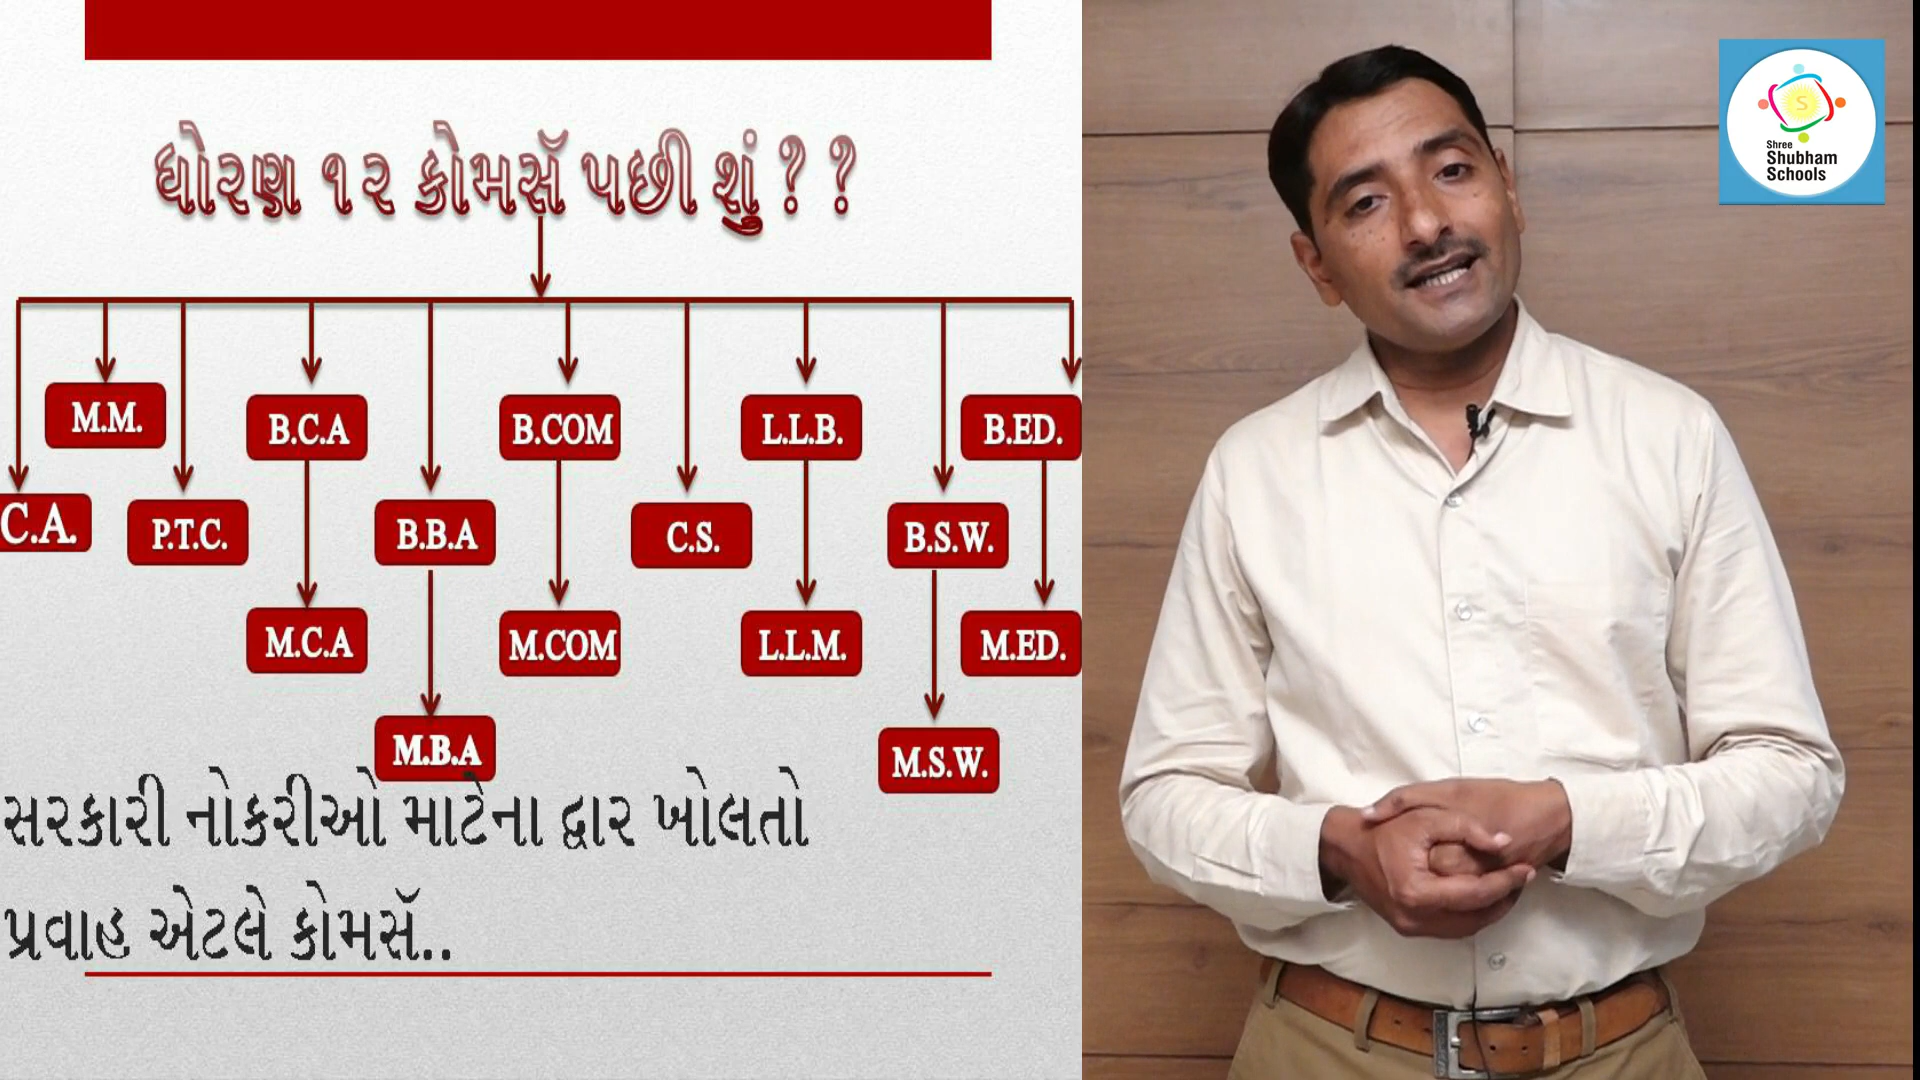 ધોરણ ૧૨ કોમર્સ પછી શું ? ?
M.M.
B.C.A
B.COM
L.L.B.
B.ED.
C.A.
P.T.C.
B.B.A
C.S.
B.S.W.
M.C.A
M.COM
L.L.M.
M.ED.
M.B.A
M.S.W.
સરકારી નોકરીઓ માટેના દ્વાર ખોલતો
પ્રવાહ એટલે કોમર્સ..
S
Shree
Shubham
Schools